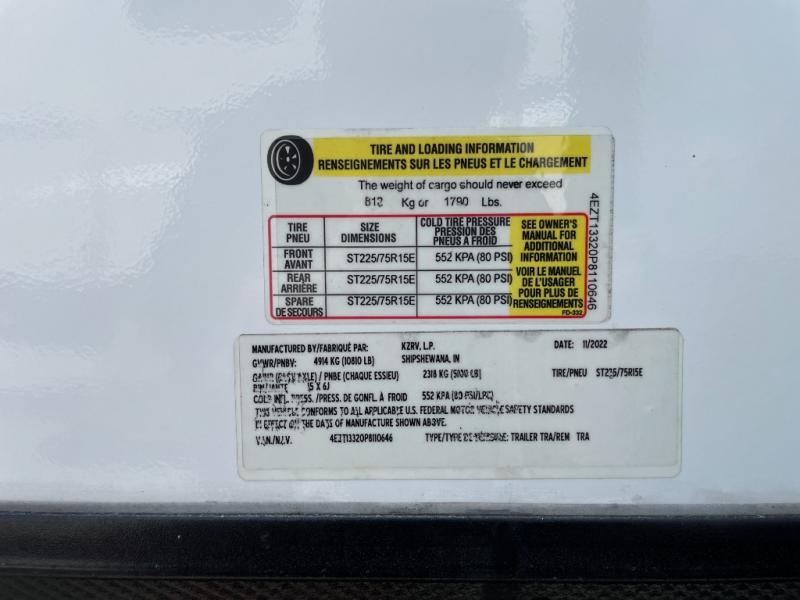 TIRE AND LOADING INFORMATION
RENSEIGNEMENTS SUR LES PNEUS ET LE CHARGEMENT
The weight of cargo should never exceed
812 Kg or 1790 Lbs.
TIRE PNEU SIZE DIMENSIONS COLD TIRE PRESSURE PRESSION DES PNEUS À FROID
FRONT AVANT ST225/75R15E 552 KPA (80 PSI)
REAR ARRIÈRE ST225/75R15E 552 KPA (80 PSI)
SPARE DE SECOURS ST225/75R15E 552 KPA (80 PSI)
SEE OWNER'S
MANUAL FOR
ADDITIONAL
INFORMATION
VOIR LE MANUEL
DE L'USAGER
POUR PLUS DE
RENSEIGNEMENTS
FD-332
4EZT13320P8110646
MANUFACTURED BY/FABRIQUÉ PAR: KZRV, L.P. DATE: 11/2022
GVWR/PNBV: 4914 KG (10810 LB) SHIPSHEWANA, IN
(EACH AXLE) / PNBE (CHAQUE ESSIEU) 2318 KG LB) TIRE/PNEU ST225/75R15E
15 X 6J
COLD INFL. PRESS. /PRESS. DE GONFL. À FROID 552 KPA (80 PSI/LPC)
THIS VEHICLE CONFORMS TO ALL APPLICABLE U.S. FEDERAL MOTOR VEHICLE SAFETY STANDARDS
IN EFFECT ON THE DATE OF MANUFACTURE SHOWN ABOVE.
V.I.N./N.I.V. 4EZT13320P8110646 TYPE/TYPE DE TRAILER TRA/REM TRA